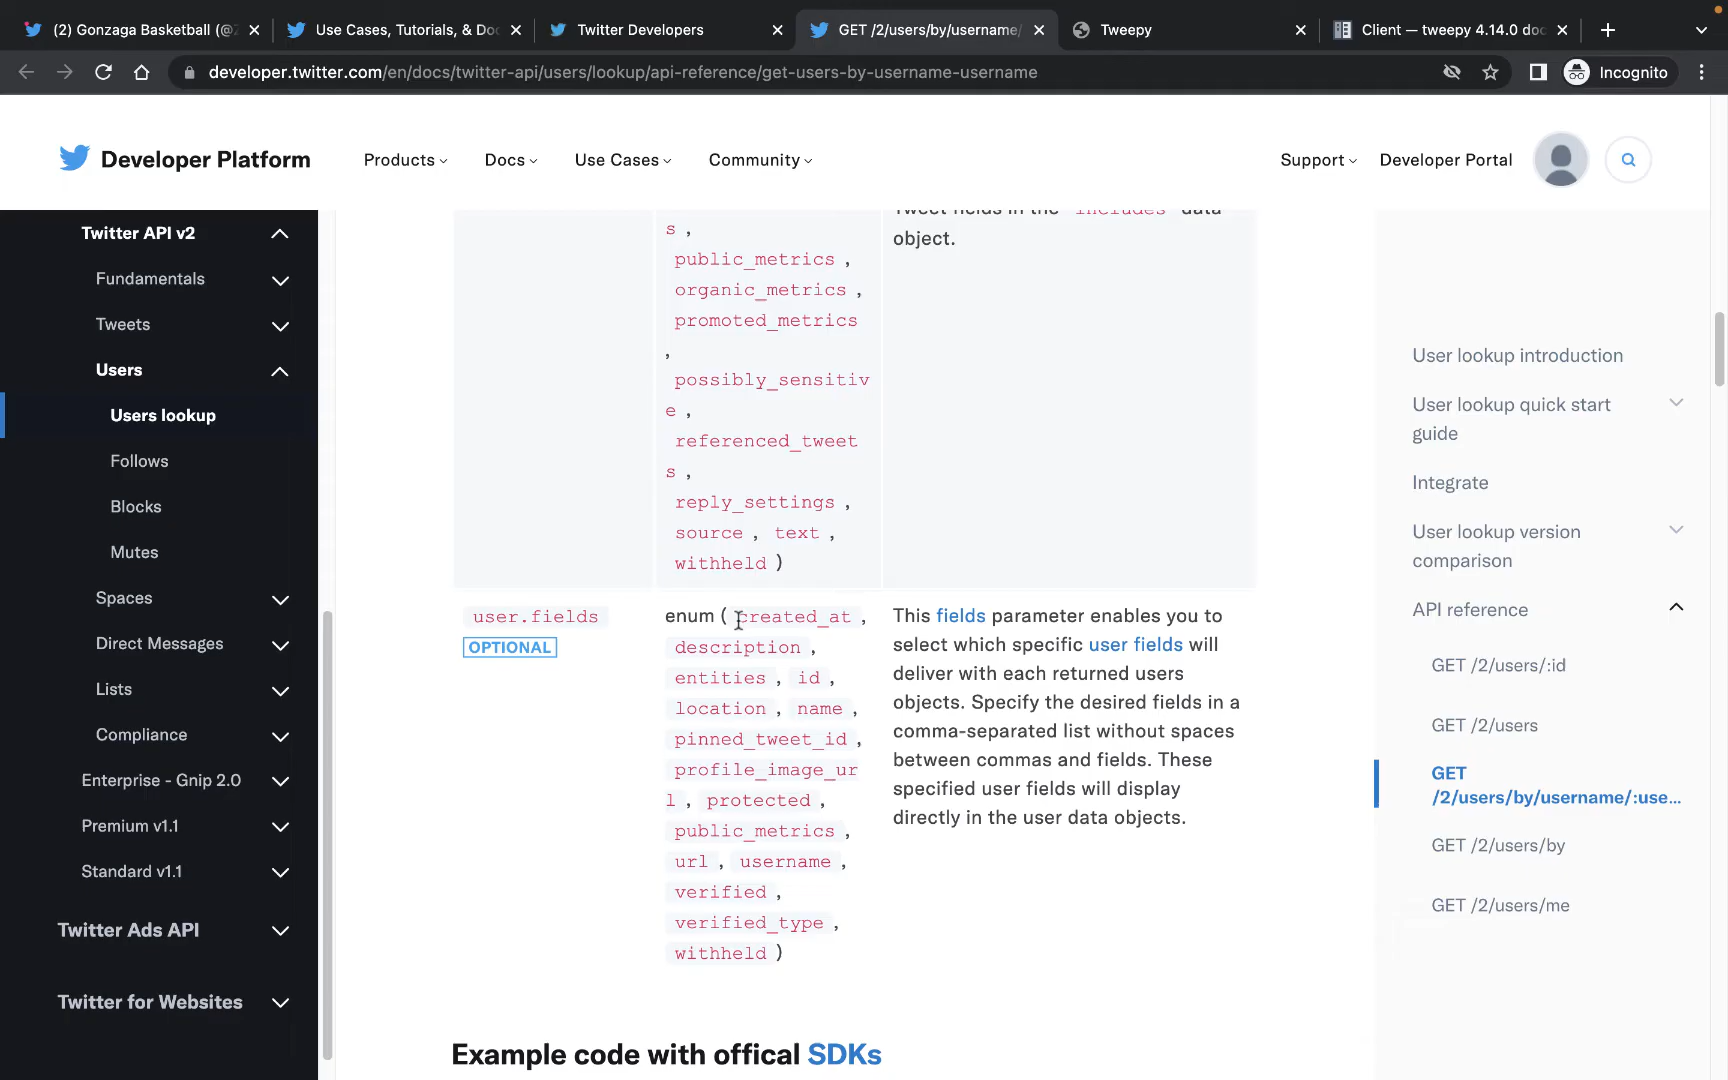 (2) Gonzaga Basketball (@Z
Use Cases, Tutorials, & Doc
Twitter Developers
GET /2/users/by/username/
Tweepy
Client — tweepy 4.14.0 doc
developer.twitter.com/en/docs/twitter-api/users/lookup/api-reference/get-users-by-username-username
Incognito
Developer Platform
Products
Docs
Use Cases
Community
Support
Developer Portal
Twitter API v2
Fundamentals
Tweets
Users
Users lookup
Follows
Blocks
Mutes
Spaces
Direct Messages
Lists
Compliance
Enterprise - Gnip 2.0
Premium v1.1
Standard v1.1
Twitter Ads API
Twitter for Websites
s ,
public_metrics ,
organic_metrics ,
promoted_metrics
,
possibly_sensitiv
e ,
referenced_tweet
s ,
reply_settings ,
source , text ,
withheld )
Tweet fields in the includes data
object.
user.fields
OPTIONAL
enum ( created_at ,
description ,
entities , id ,
location , name ,
pinned_tweet_id ,
profile_image_ur
l , protected ,
public_metrics ,
url , username ,
verified ,
verified_type ,
withheld )
This fields parameter enables you to
select which specific user fields will
deliver with each returned users
objects. Specify the desired fields in a
comma-separated list without spaces
between commas and fields. These
specified user fields will display
directly in the user data objects.
Example code with offical SDKs
User lookup introduction
User lookup quick start
guide
Integrate
User lookup version
comparison
API reference
GET /2/users/:id
GET /2/users
GET
/2/users/by/username/:use...
GET /2/users/by
GET /2/users/me